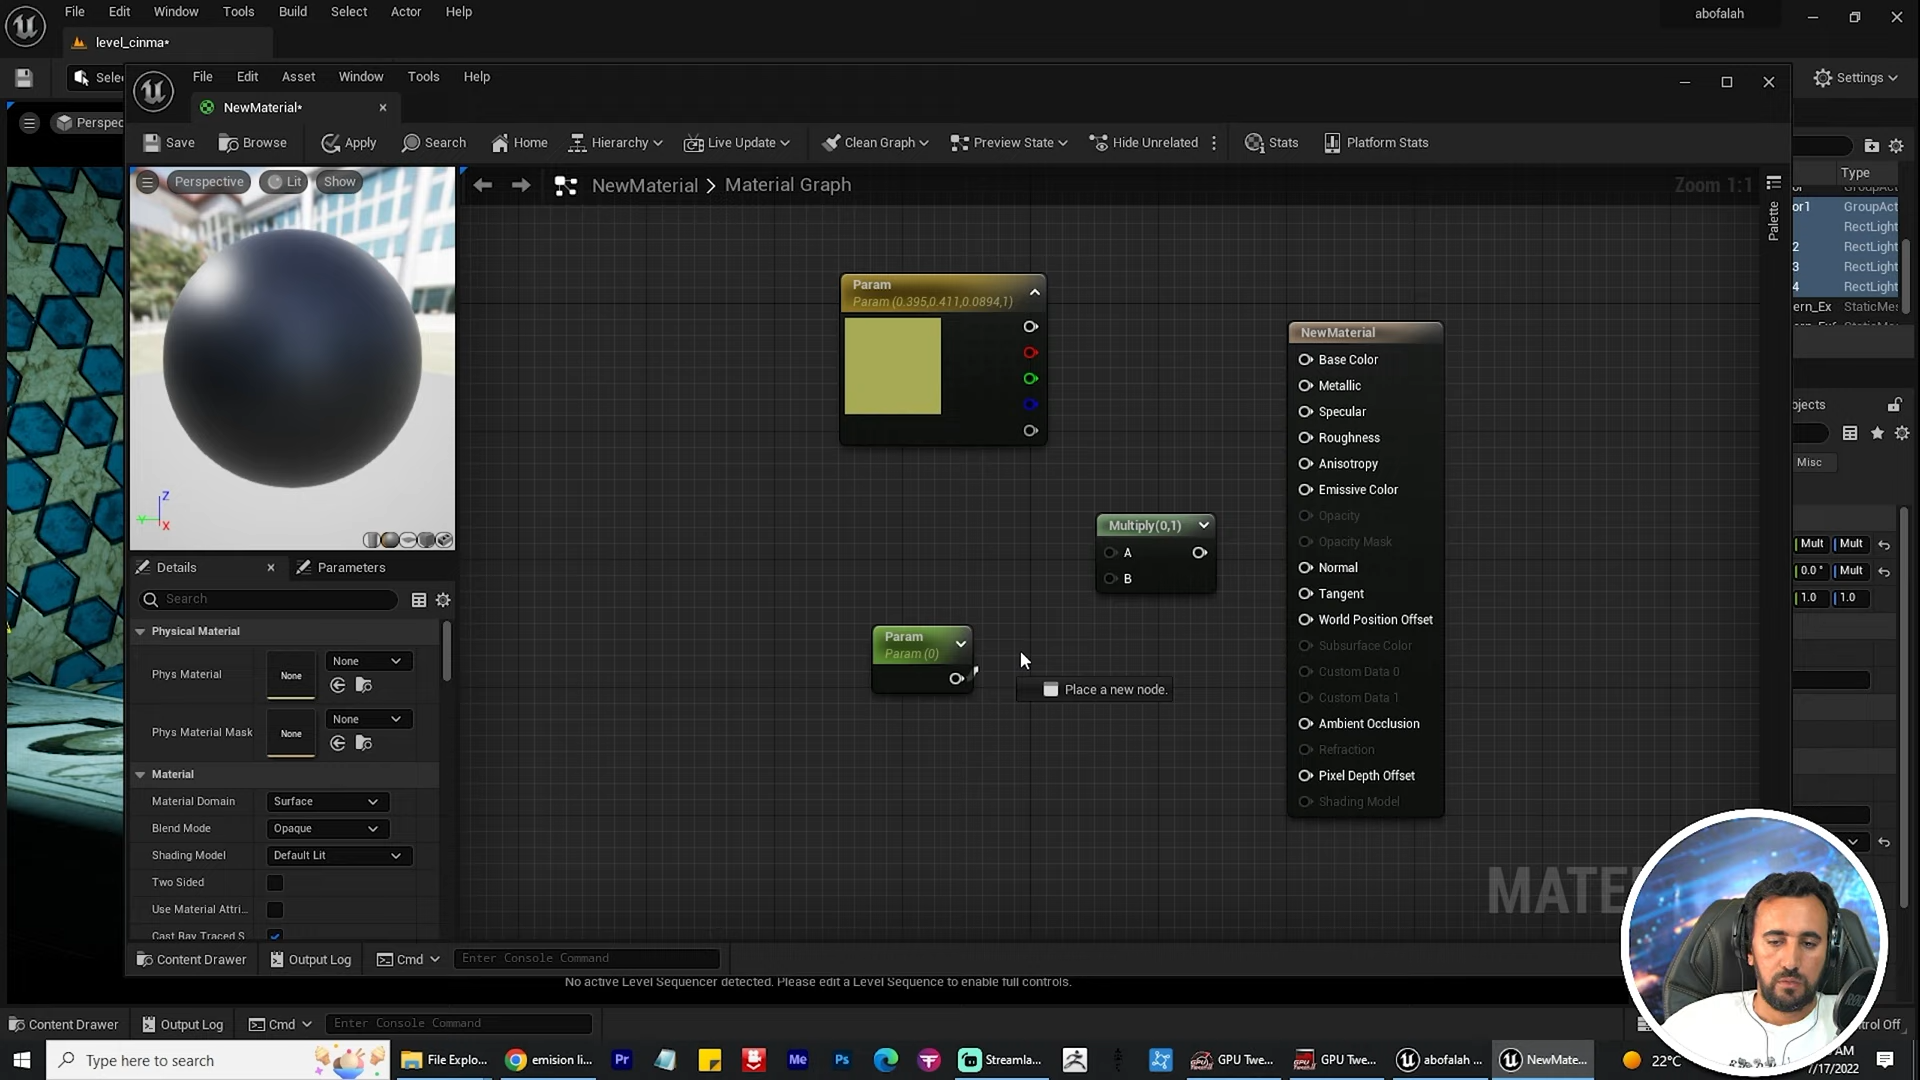 File Edit Window Tools Build Select Actor Help
abofalah
level_cinma*
Settings
File Edit Asset Window Tools Help
NewMaterial*
Perspec
Save Browse Apply Search Home Hierarchy Live Update Clean Graph Preview State Hide Unrelated Stats Platform Stats
Perspective Lit Show
NewMaterial > Material Graph
Zoom 1:1
Palette
Type
GroupAct
or1 GroupAct
RectLight
2 RectLight
3 RectLight
4 RectLight
ern_Ex StaticMes
Param
Param (0.395,0.411,0.0894,1)
NewMaterial
Base Color
Metallic
Specular
Roughness
Anisotropy
Emissive Color
Opacity
Opacity Mask
Normal
Tangent
World Position Offset
Subsurface Color
Custom Data 0
Custom Data 1
Ambient Occlusion
Refraction
Pixel Depth Offset
Shading Model
Multiply(0,1)
A
B
Param
Param (0)
Place a new node.
Z
Y
X
Details Parameters
Search
Physical Material
Phys Material None None
Phys Material Mask None None
Material
Material Domain Surface
Blend Mode Opaque
Shading Model Default Lit
Two Sided
Use Material Attri...
Cast Ray Traced S
Misc
Mult Mult
0.0° Mult
1.0 1.0
Content Drawer Output Log Cmd Enter Console Command
No active Level Sequencer detected. Please edit a Level Sequence to enable full controls.
Content Drawer Output Log Cmd Enter Console Command
Type here to search
File Explo... emision li... Pr Me Ps Streamla... GPU Twe... GPU Twe... abofalah ... NewMate... 22°C